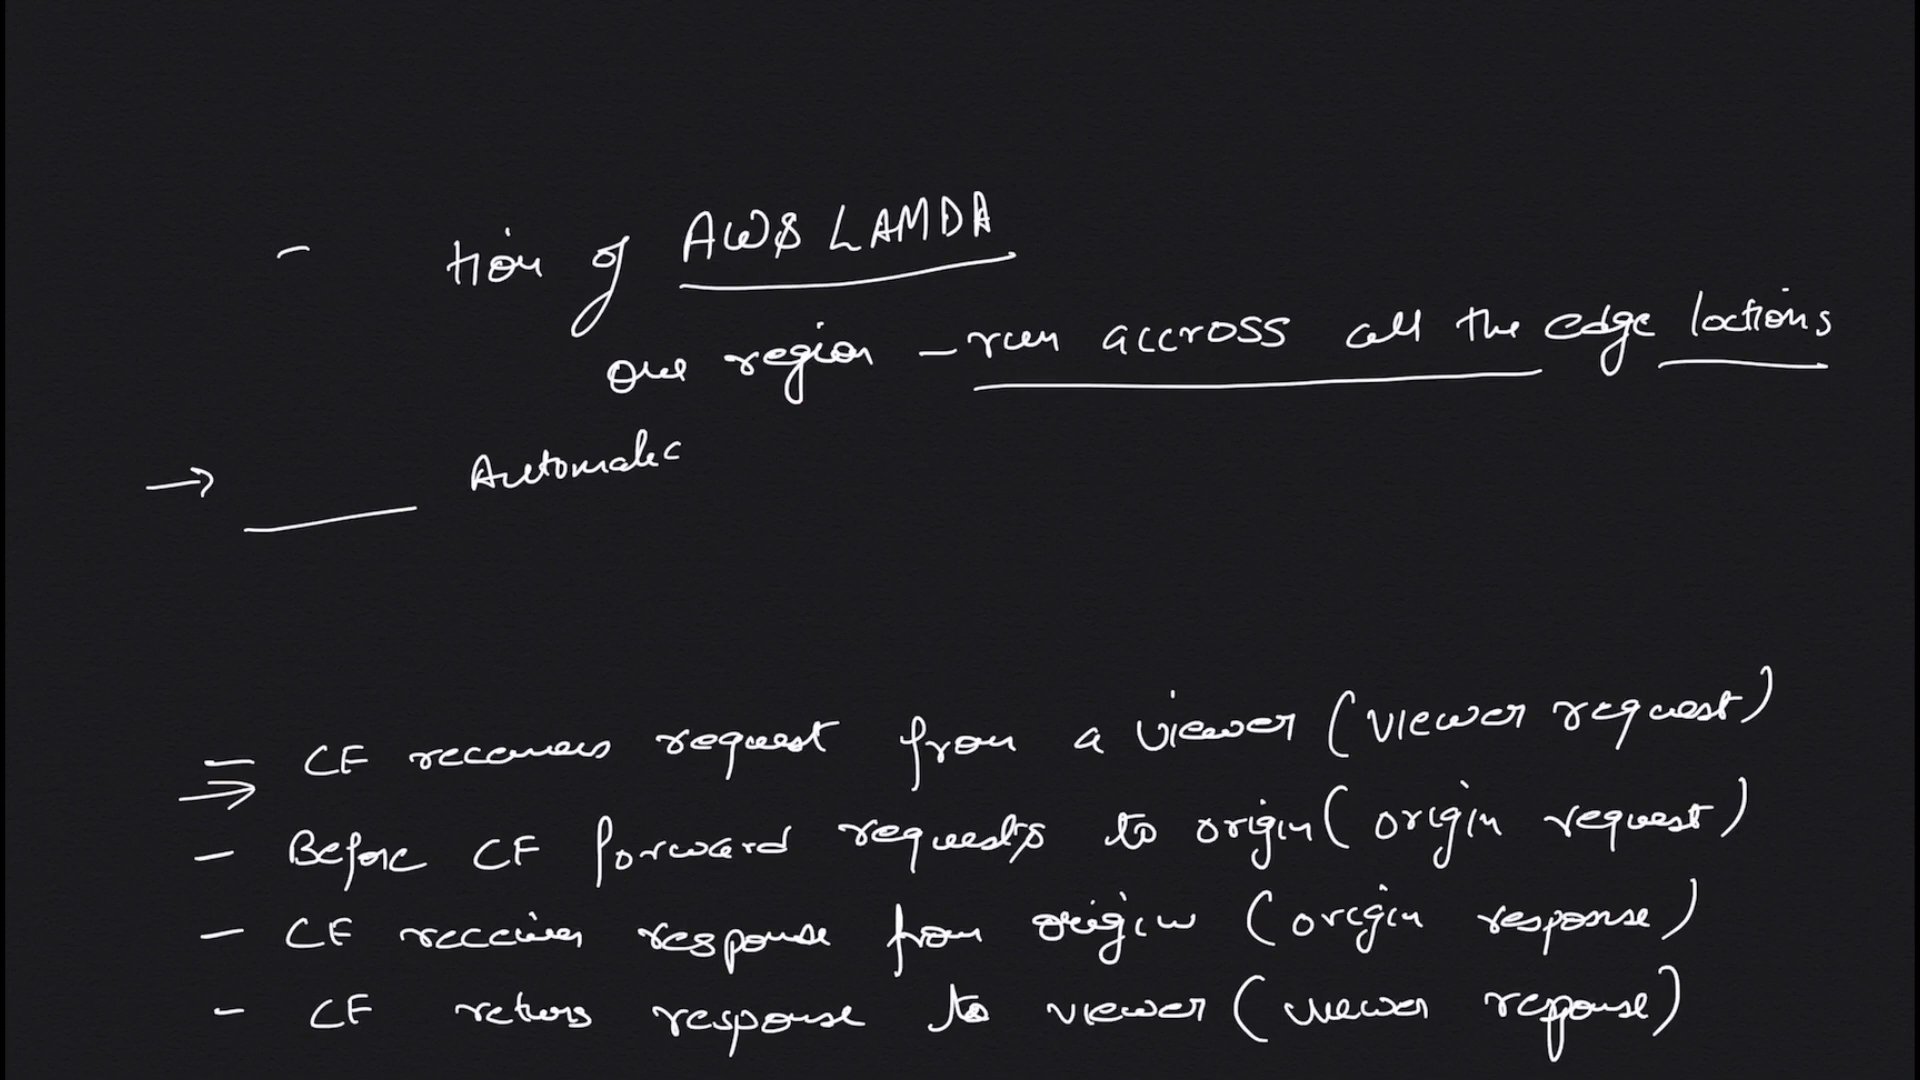 - tion of AWS LAMDA
one region - run accross all the edge loctions
→ Automatic
- CF receives request from a viewer (viewer request)
⇒
- Before CF forward requests to origin (origin request)
- CF receives response from origin (origin response)
- CF returs response to viewer (viewer repponse)